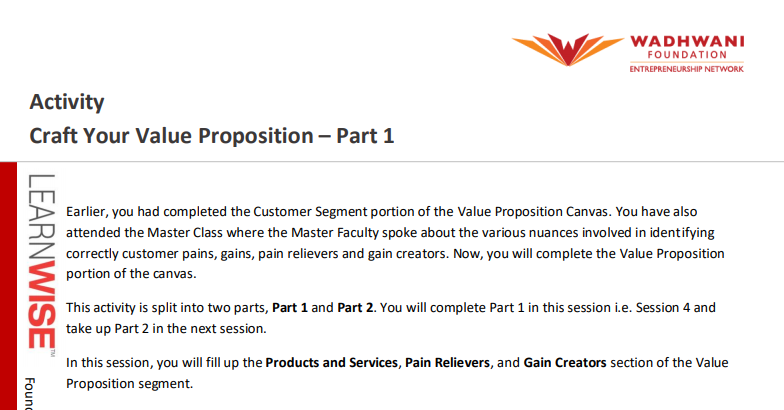 WADHWANI
FOUNDATION
ENTREPRENEURSHIP NETWORK
Activity
Craft Your Value Proposition – Part 1
LEARNWISE™
Earlier, you had completed the Customer Segment portion of the Value Proposition Canvas. You have also
attended the Master Class where the Master Faculty spoke about the various nuances involved in identifying
correctly customer pains, gains, pain relievers and gain creators. Now, you will complete the Value Proposition
portion of the canvas.
This activity is split into two parts, Part 1 and Part 2. You will complete Part 1 in this session i.e. Session 4 and
take up Part 2 in the next session.
In this session, you will fill up the Products and Services, Pain Relievers, and Gain Creators section of the Value
Proposition segment.